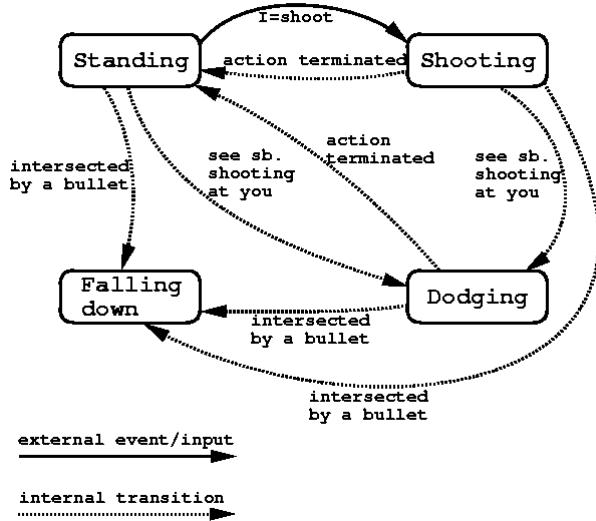 I=shoot
Standing
action terminated
Shooting
intersected
by a bullet
see sb.
shooting
at you
action
terminated
see sb.
shooting
at you
Falling
down
Dodging
intersected
by a bullet
intersected
by a bullet
external event/input
internal transition